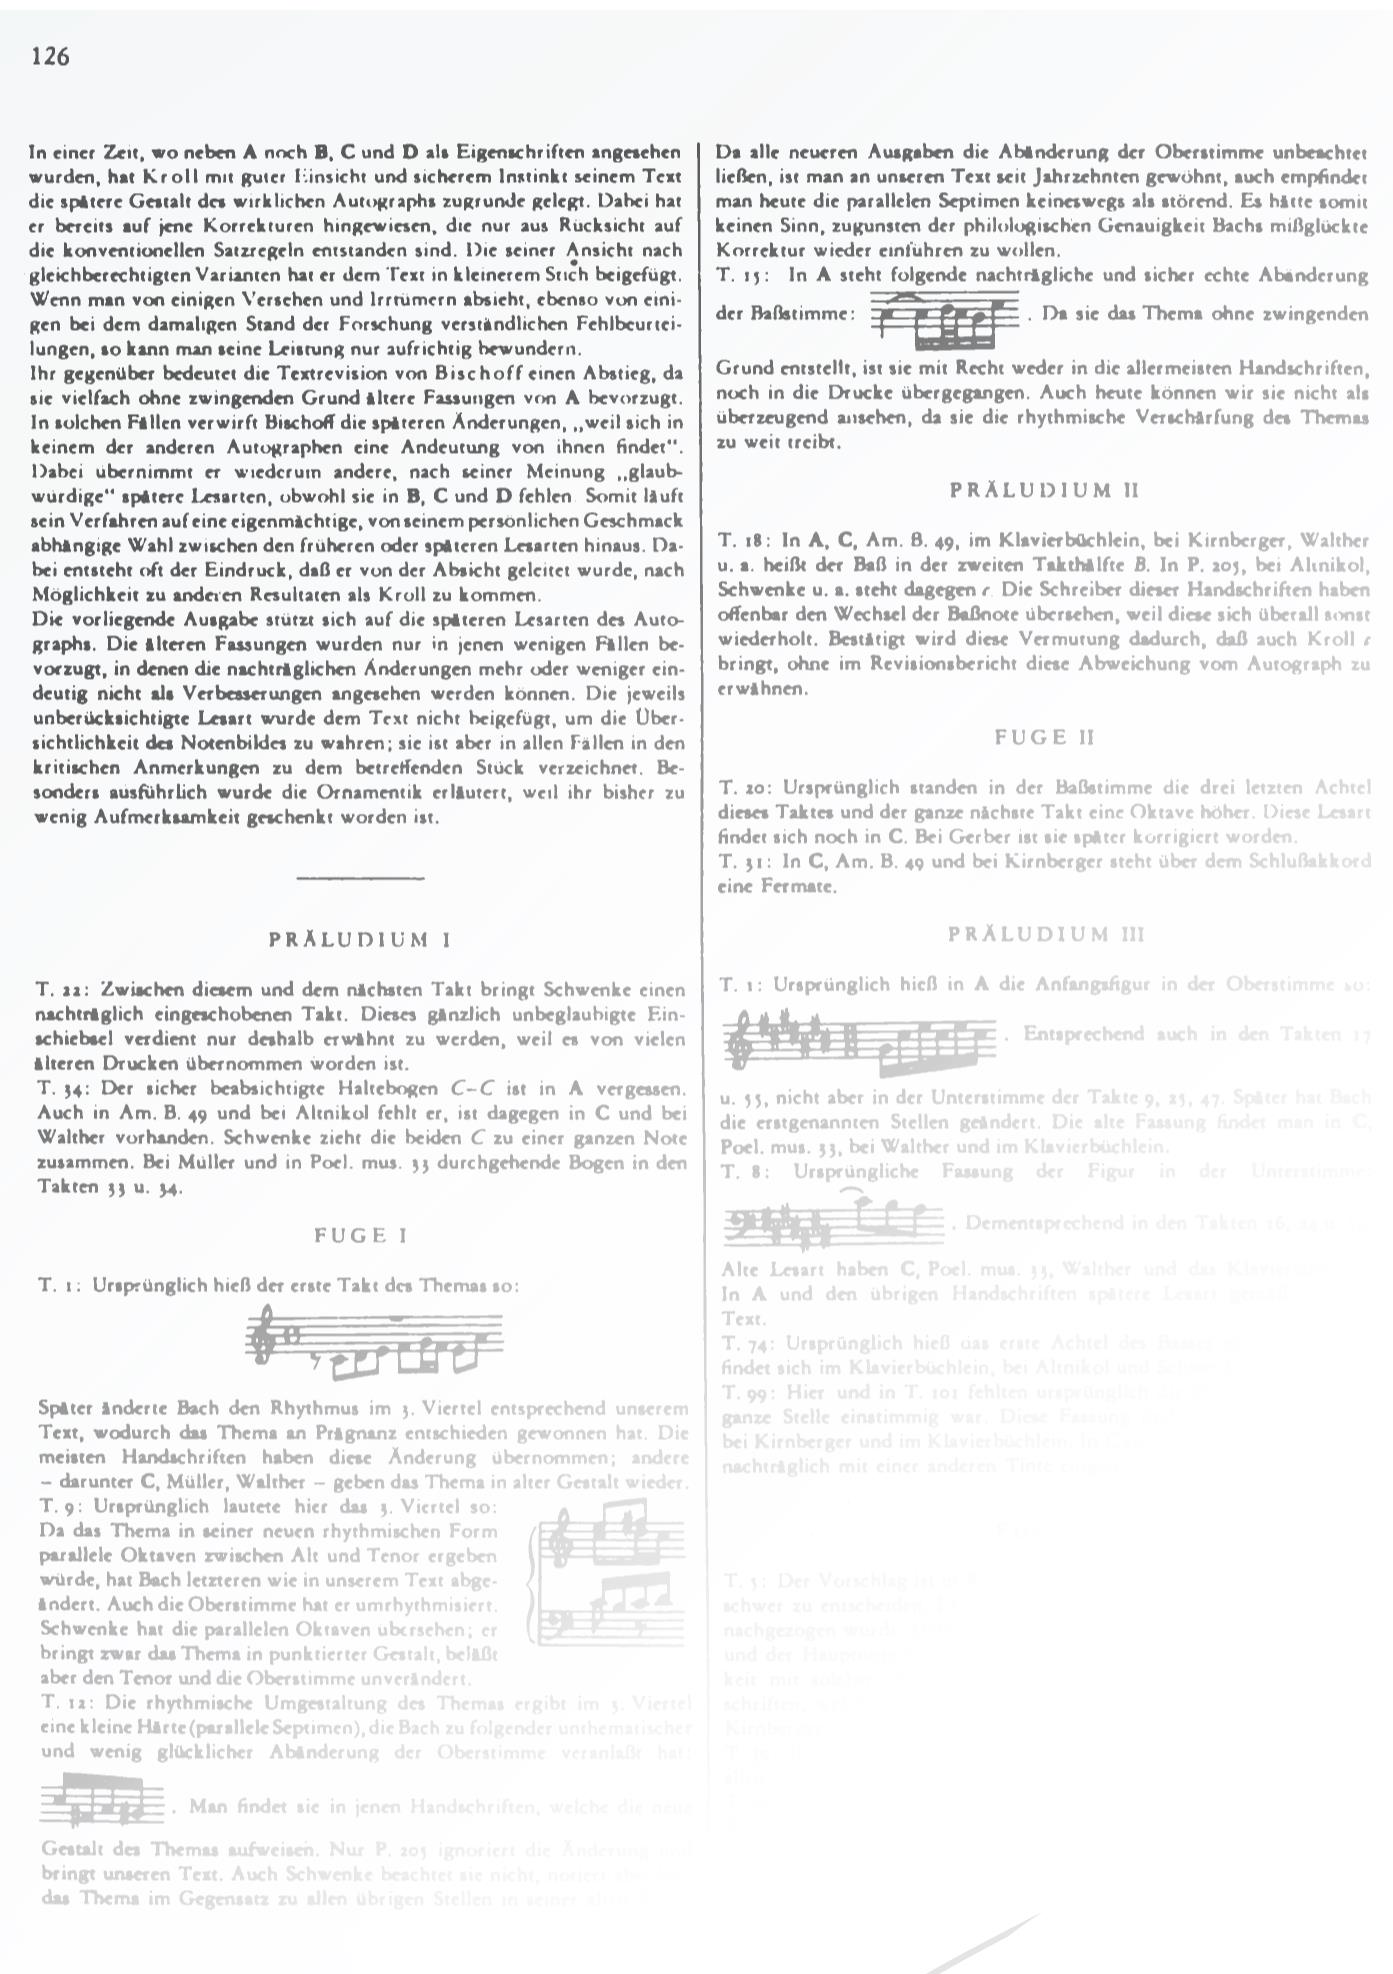 126
In einer Zeit, wo neben A noch B, C und D als Eigenschriften angesehen
wurden, hat Kroll mit guter Einsicht und sicherem Instinkt seinem Text
die spätere Gestalt des wirklichen Autographs zugrunde gelegt. Dabei hat
er bereits auf jene Korrekturen hingewiesen, die nur aus Rücksicht auf
die konventionellen Satzregeln entstanden sind. Die seiner Ansicht nach
gleichberechtigten Varianten hat er dem Text in kleinerem Stich beigefügt.
Wenn man von einigen Versehen und Irrtümern absieht, ebenso von eini-
gen bei dem damaligen Stand der Forschung verständlichen Fehlbeurtei-
lungen, so kann man seine Leistung nur aufrichtig bewundern.
Ihr gegenüber bedeutet die Textrevision von Bischoff einen Abstieg, da
sie vielfach ohne zwingenden Grund ältere Fassungen von A bevorzugt.
In solchen Fällen verwirft Bischoff die späteren Änderungen, „weil sich in
keinem der anderen Autographen eine Andeutung von ihnen findet“.
Dabei übernimmt er wiederum andere, nach seiner Meinung „glaub-
würdige“ spätere Lesarten, obwohl sie in B, C und D fehlen. Somit läuft
sein Verfahren auf eine eigenmächtige, von seinem persönlichen Geschmack
abhängige Wahl zwischen den früheren oder späteren Lesarten hinaus. Da-
bei entsteht oft der Eindruck, daß er von der Absicht geleitet wurde, nach
Möglichkeit zu anderen Resultaten als Kroll zu kommen.
Die vorliegende Ausgabe stützt sich auf die späteren Lesarten des Auto-
graphs. Die älteren Fassungen wurden nur in jenen wenigen Fällen be-
vorzugt, in denen die nachträglichen Änderungen mehr oder weniger ein-
deutig nicht als Verbesserungen angesehen werden können. Die jeweils
unberücksichtigte Lesart wurde dem Text nicht beigefügt, um die Über-
sichtlichkeit des Notenbildes zu wahren; sie ist aber in allen Fällen in den
kritischen Anmerkungen zu dem betreffenden Stück verzeichnet. Be-
sonders ausführlich wurde die Ornamentik erläutert, weil ihr bisher zu
wenig Aufmerksamkeit geschenkt worden ist.
PRÄLUDIUM I
T. 22: Zwischen diesem und dem nächsten Takt bringt Schwenke einen
nachträglich eingeschobenen Takt. Dieses gänzlich unbeglaubigte Ein-
schiebsel verdient nur deshalb erwähnt zu werden, weil es von vielen
älteren Drucken übernommen worden ist.
T. 34: Der sicher beabsichtigte Haltebogen C–C ist in A vergessen.
Auch in Am. B. 49 und bei Altnikol fehlt er, ist dagegen in C und bei
Walther vorhanden. Schwenke zieht die beiden C zu einer ganzen Note
zusammen. Bei Müller und in Poel. mus. 33 durchgehende Bogen in den
Takten 33 u. 34.
FUGE I
T. 1: Ursprünglich hieß der erste Takt des Themas so:
Später änderte Bach den Rhythmus im 3. Viertel entsprechend unserem
Text, wodurch das Thema an Prägnanz entschieden gewonnen hat. Die
meisten Handschriften haben diese Änderung übernommen; andere
– darunter C, Müller, Walther – geben das Thema in alter Gestalt wieder.
T. 9: Ursprünglich lautete hier das 3. Viertel so:
Da das Thema in seiner neuen rhythmischen Form
parallele Oktaven zwischen Alt und Tenor ergeben
würde, hat Bach letzteren wie in unserem Text abge-
ändert. Auch die Oberstimme hat er umrhythmisiert.
Schwenke hat die parallelen Oktaven übersehen; er
bringt zwar das Thema in punktierter Gestalt, beläßt
aber den Tenor und die Oberstimme unverändert.
T. 12: Die rhythmische Umgestaltung des Themas ergibt im 3. Viertel
eine kleine Härte (parallele Septimen), die Bach zu folgender unthematischer
und wenig glücklicher Abänderung der Oberstimme veranlaßt hat:
. Man findet sie in jenen Handschriften, welche die neue
Gestalt des Themas aufweisen. Nur P. 205 ignoriert die Änderung und
bringt unseren Text. Auch Schwenke beachtet sie nicht, notiert aber
das Thema im Gegensatz zu allen übrigen Stellen in seiner alten
Da alle neueren Ausgaben die Abänderung der Oberstimme unbeachtet
ließen, ist man an unseren Text seit Jahrzehnten gewöhnt, auch empfindet
man heute die parallelen Septimen keineswegs als störend. Es hätte somit
keinen Sinn, zugunsten der philologischen Genauigkeit Bachs mißglückte
Korrektur wieder einführen zu wollen.
T. 15: In A steht folgende nachträgliche und sicher echte Abänderung
der Baßstimme: . Da sie das Thema ohne zwingenden
Grund entstellt, ist sie mit Recht weder in die allermeisten Handschriften,
noch in die Drucke übergegangen. Auch heute können wir sie nicht als
überzeugend ansehen, da sie die rhythmische Verschärfung des Themas
zu weit treibt.
PRÄLUDIUM II
T. 18: In A, C, Am. B. 49, im Klavierbüchlein, bei Kirnberger, Walther
u. a. heißt der Baß in der zweiten Takthälfte B. In P. 205, bei Altnikol,
Schwenke u. a. steht dagegen c. Die Schreiber dieser Handschriften haben
offenbar den Wechsel der Baßnote übersehen, weil diese sich überall sonst
wiederholt. Bestätigt wird diese Vermutung dadurch, daß auch Kroll c
bringt, ohne im Revisionsbericht diese Abweichung vom Autograph zu
erwähnen.
FUGE II
T. 20: Ursprünglich standen in der Baßstimme die drei letzten Achtel
dieses Taktes und der ganze nächste Takt eine Oktave höher. Diese Lesart
findet sich noch in C. Bei Gerber ist sie später korrigiert worden.
T. 31: In C, Am. B. 49 und bei Kirnberger steht über dem Schlußakkord
eine Fermate.
PRÄLUDIUM III
T. 1: Ursprünglich hieß in A die Anfangsfigur in der Oberstimme so:
. Entsprechend auch in den Takten 17
u. 55, nicht aber in der Unterstimme der Takte 9, 25, 47. Später hat Bach
die erstgenannten Stellen geändert. Die alte Fassung findet man in C,
Poel. mus. 33, bei Walther und im Klavierbüchlein.
T. 8: Ursprüngliche Fassung der Figur in der Unterstimme:
. Dementsprechend in den Takten 16, 24 u.
Alte Lesart haben C, Poel. mus. 33, Walther und das
In A und den übrigen Handschriften spätere Lesart gemäß
Text.
T. 74: Ursprünglich hieß das erste Achtel des Basses
findet sich im Klavierbüchlein, bei Altnikol und
T. 99: Hier und in T. 101 fehlten ursprünglich die
ganze Stelle einstimmig war. Diese Fassung
bei Kirnberger und im Klavierbüchlein. In
nachträglich mit einer anderen Tinte
T. 5: Der Vorschlag ist
schwer zu entscheiden,
nachgezogen wurde
und der
keit mit
schriften,
Kirnberger